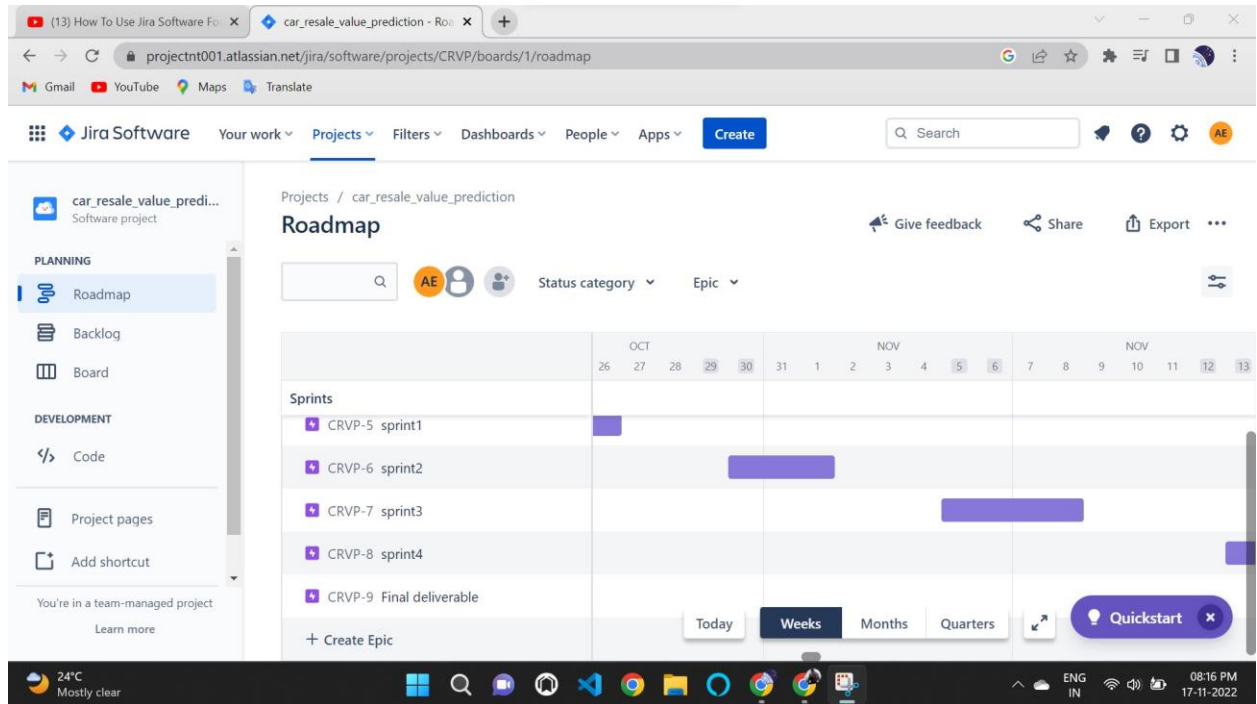 (13) How To Use Jira Software Fo
car_resale_value_prediction - Roa
projectnt001.atlassian.net/jira/software/projects/CRVP/boards/1/roadmap
Gmail YouTube Maps Translate
Jira Software Your work Projects Filters Dashboards People Apps Create Search AE
car_resale_value_predi...
Software project
PLANNING
Roadmap
Backlog
Board
DEVELOPMENT
Code
Project pages
Add shortcut
You're in a team-managed project
Learn more
Projects / car_resale_value_prediction
Roadmap
Give feedback Share Export
AE Status category Epic
OCT NOV NOV
26 27 28 29 30 31 1 2 3 4 5 6 7 8 9 10 11 12 13
Sprints
CRVP-5 sprint1
CRVP-6 sprint2
CRVP-7 sprint3
CRVP-8 sprint4
CRVP-9 Final deliverable
+ Create Epic
Today Weeks Months Quarters
Quickstart
24°C
Mostly clear
ENG
IN
08:16 PM
17-11-2022